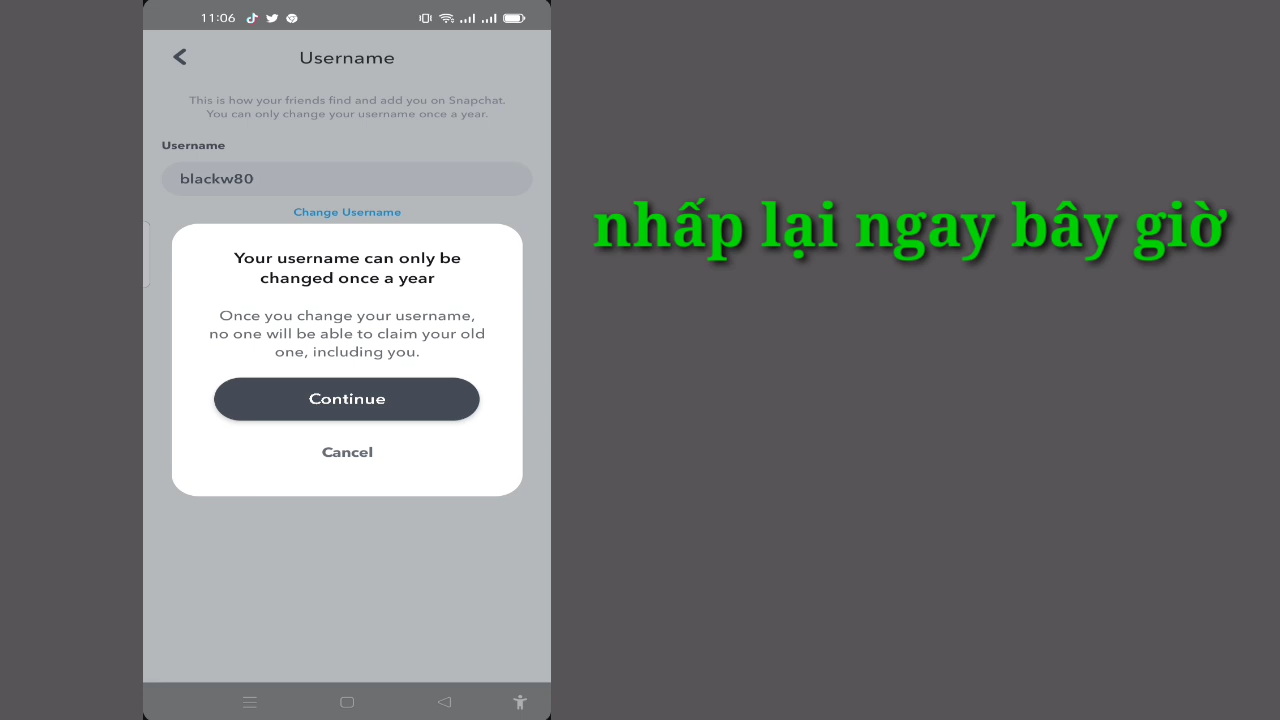 11:06
Username
This is how your friends find and add you on Snapchat.
You can only change your username once a year.
Username
blackw80
Change Username
Your username can only be
changed once a year
Once you change your username,
no one will be able to claim your old
one, including you.
Continue
Cancel
nhấp lại ngay bây giờ